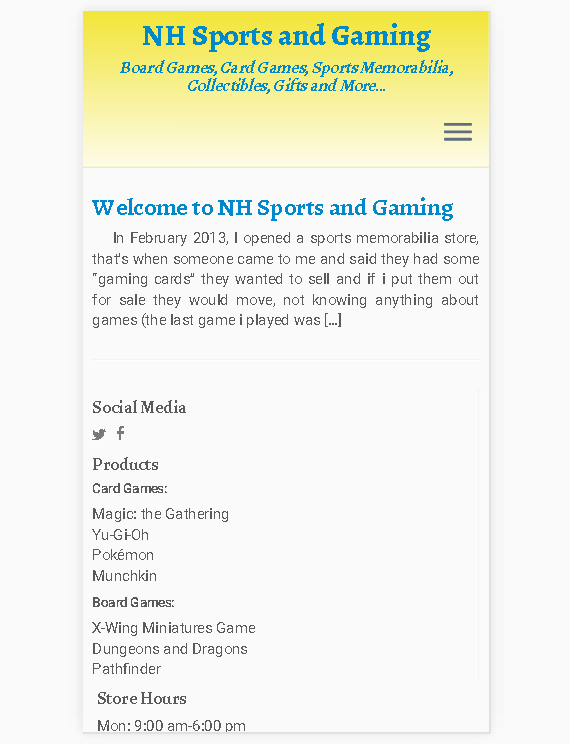 NH Sports and Gaming
Board Games, Card Games, Sports Memorabilia,
Collectibles, Gifts and More...
Welcome to NH Sports and Gaming
In February 2013, I opened a sports memorabilia store,
that's when someone came to me and said they had some
"gaming cards" they wanted to sell and if i put them out
for sale they would move, not knowing anything about
games (the last game i played was [...]
Social Media
Products
Card Games:
Magic: the Gathering
Yu-Gi-Oh
Pokémon
Munchkin
Board Games:
X-Wing Miniatures Game
Dungeons and Dragons
Pathfinder
Store Hours
Mon: 9:00 am-6:00 pm